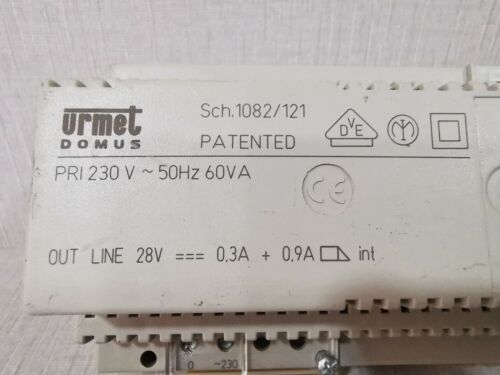 urmet
DOMUS
Sch.1082/121
PATENTED
DVE
PRI 230 V ~ 50Hz 60VA
CE
OUT LINE 28V === 0,3A + 0,9A int
0 ~230